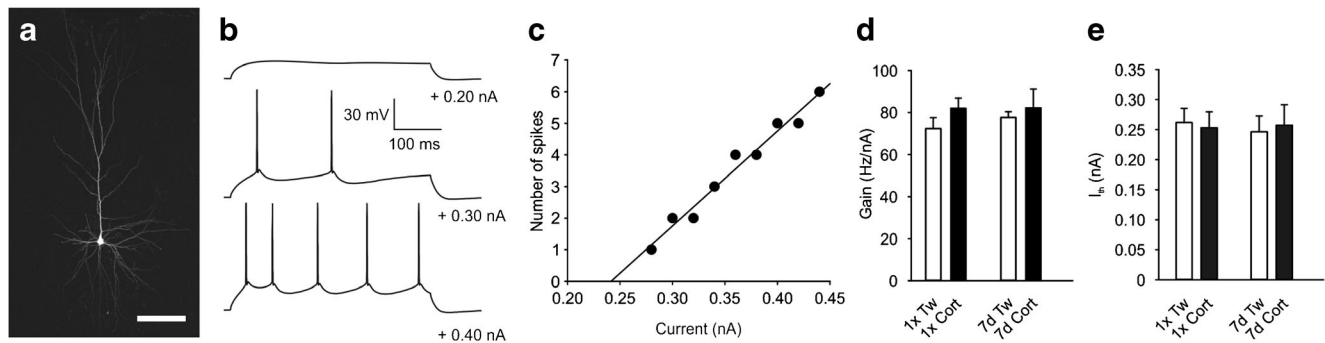 a
b
+ 0.20 nA
30 mV
100 ms
+ 0.30 nA
+ 0.40 nA
c
Number of spikes
7
6
5
4
3
2
1
0
0.20
0.25
0.30
0.35
0.40
0.45
Current (nA)
d
Gain (Hz/nA)
100
80
60
40
20
0
1x Tw
1x Cort
7d Tw
7d Cort
e
Ith (nA)
0.35
0.30
0.25
0.20
0.15
0.10
0.05
0
1x Tw
1x Cort
7d Tw
7d Cort